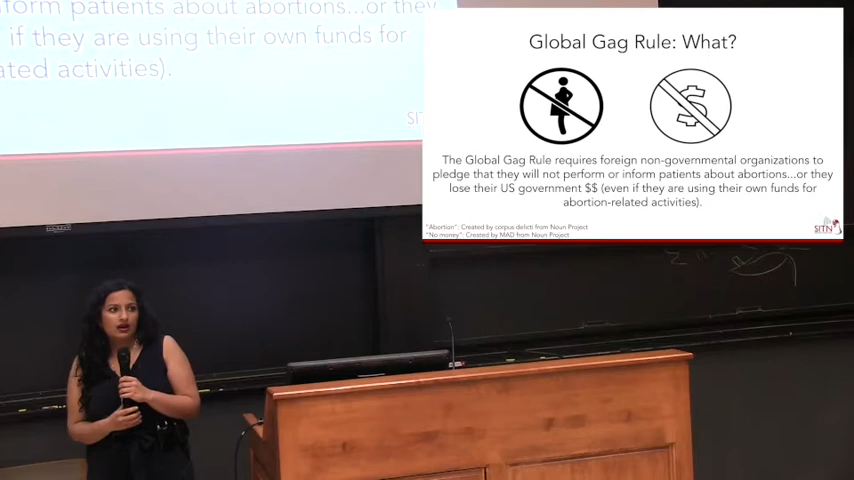 nform patients about abortions...or they
if they are using their own funds for
ated activities).
SIT
Global Gag Rule: What?
The Global Gag Rule requires foreign non-governmental organizations to
pledge that they will not perform or inform patients about abortions...or they
lose their US government $$ (even if they are using their own funds for
abortion-related activities).
"Abortion": Created by corpus delicti from Noun Project
"No money": Created by MAD from Noun Project
SITN